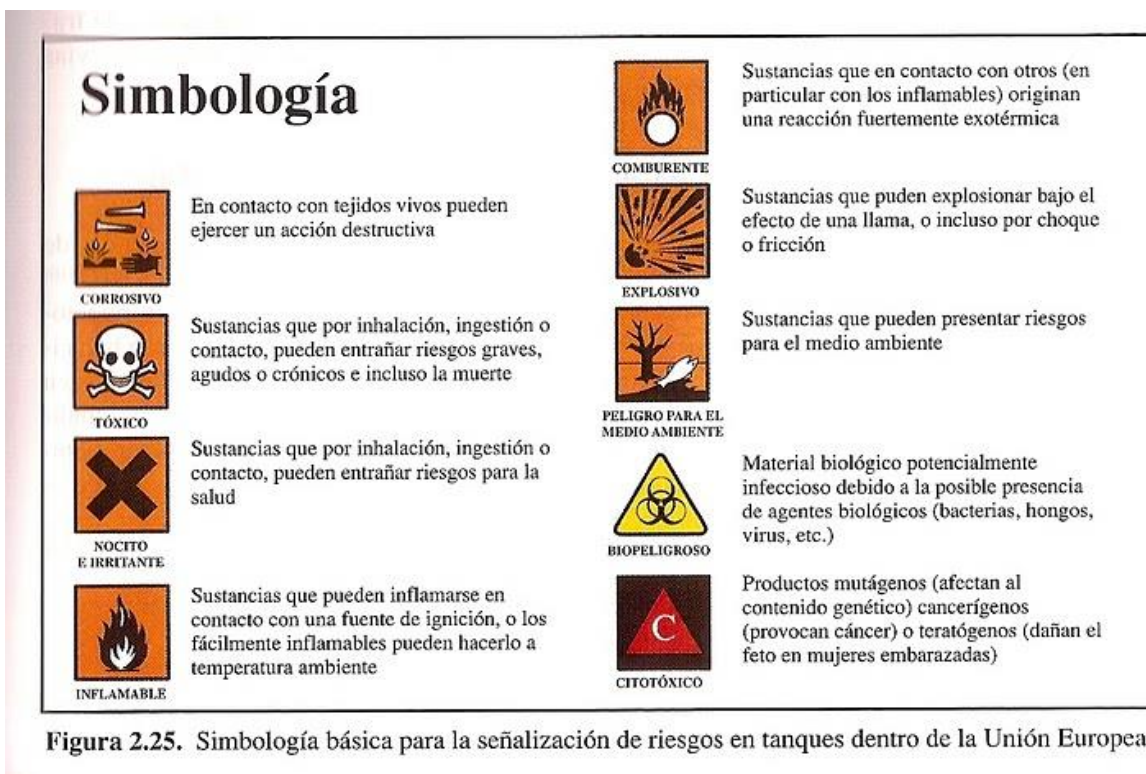 Simbología
CORROSIVO
En contacto con tejidos vivos pueden
ejercer un acción destructiva
TÓXICO
Sustancias que por inhalación, ingestión o
contacto, pueden entrañar riesgos graves,
agudos o crónicos e incluso la muerte
NOCITO
E IRRITANTE
Sustancias que por inhalación, ingestión o
contacto, pueden entrañar riesgos para la
salud
INFLAMABLE
Sustancias que pueden inflamarse en
contacto con una fuente de ignición, o los
fácilmente inflamables pueden hacerlo a
temperatura ambiente
COMBURENTE
Sustancias que en contacto con otros (en
particular con los inflamables) originan
una reacción fuertemente exotérmica
EXPLOSIVO
Sustancias que puden explosionar bajo el
efecto de una llama, o incluso por choque
o fricción
PELIGRO PARA EL
MEDIO AMBIENTE
Sustancias que pueden presentar riesgos
para el medio ambiente
BIOPELIGROSO
Material biológico potencialmente
infeccioso debido a la posible presencia
de agentes biológicos (bacterias, hongos,
virus, etc.)
C
CITOTÓXICO
Productos mutágenos (afectan al
contenido genético) cancerígenos
(provocan cáncer) o teratógenos (dañan el
feto en mujeres embarazadas)
Figura 2.25. Simbología básica para la señalización de riesgos en tanques dentro de la Unión Europea